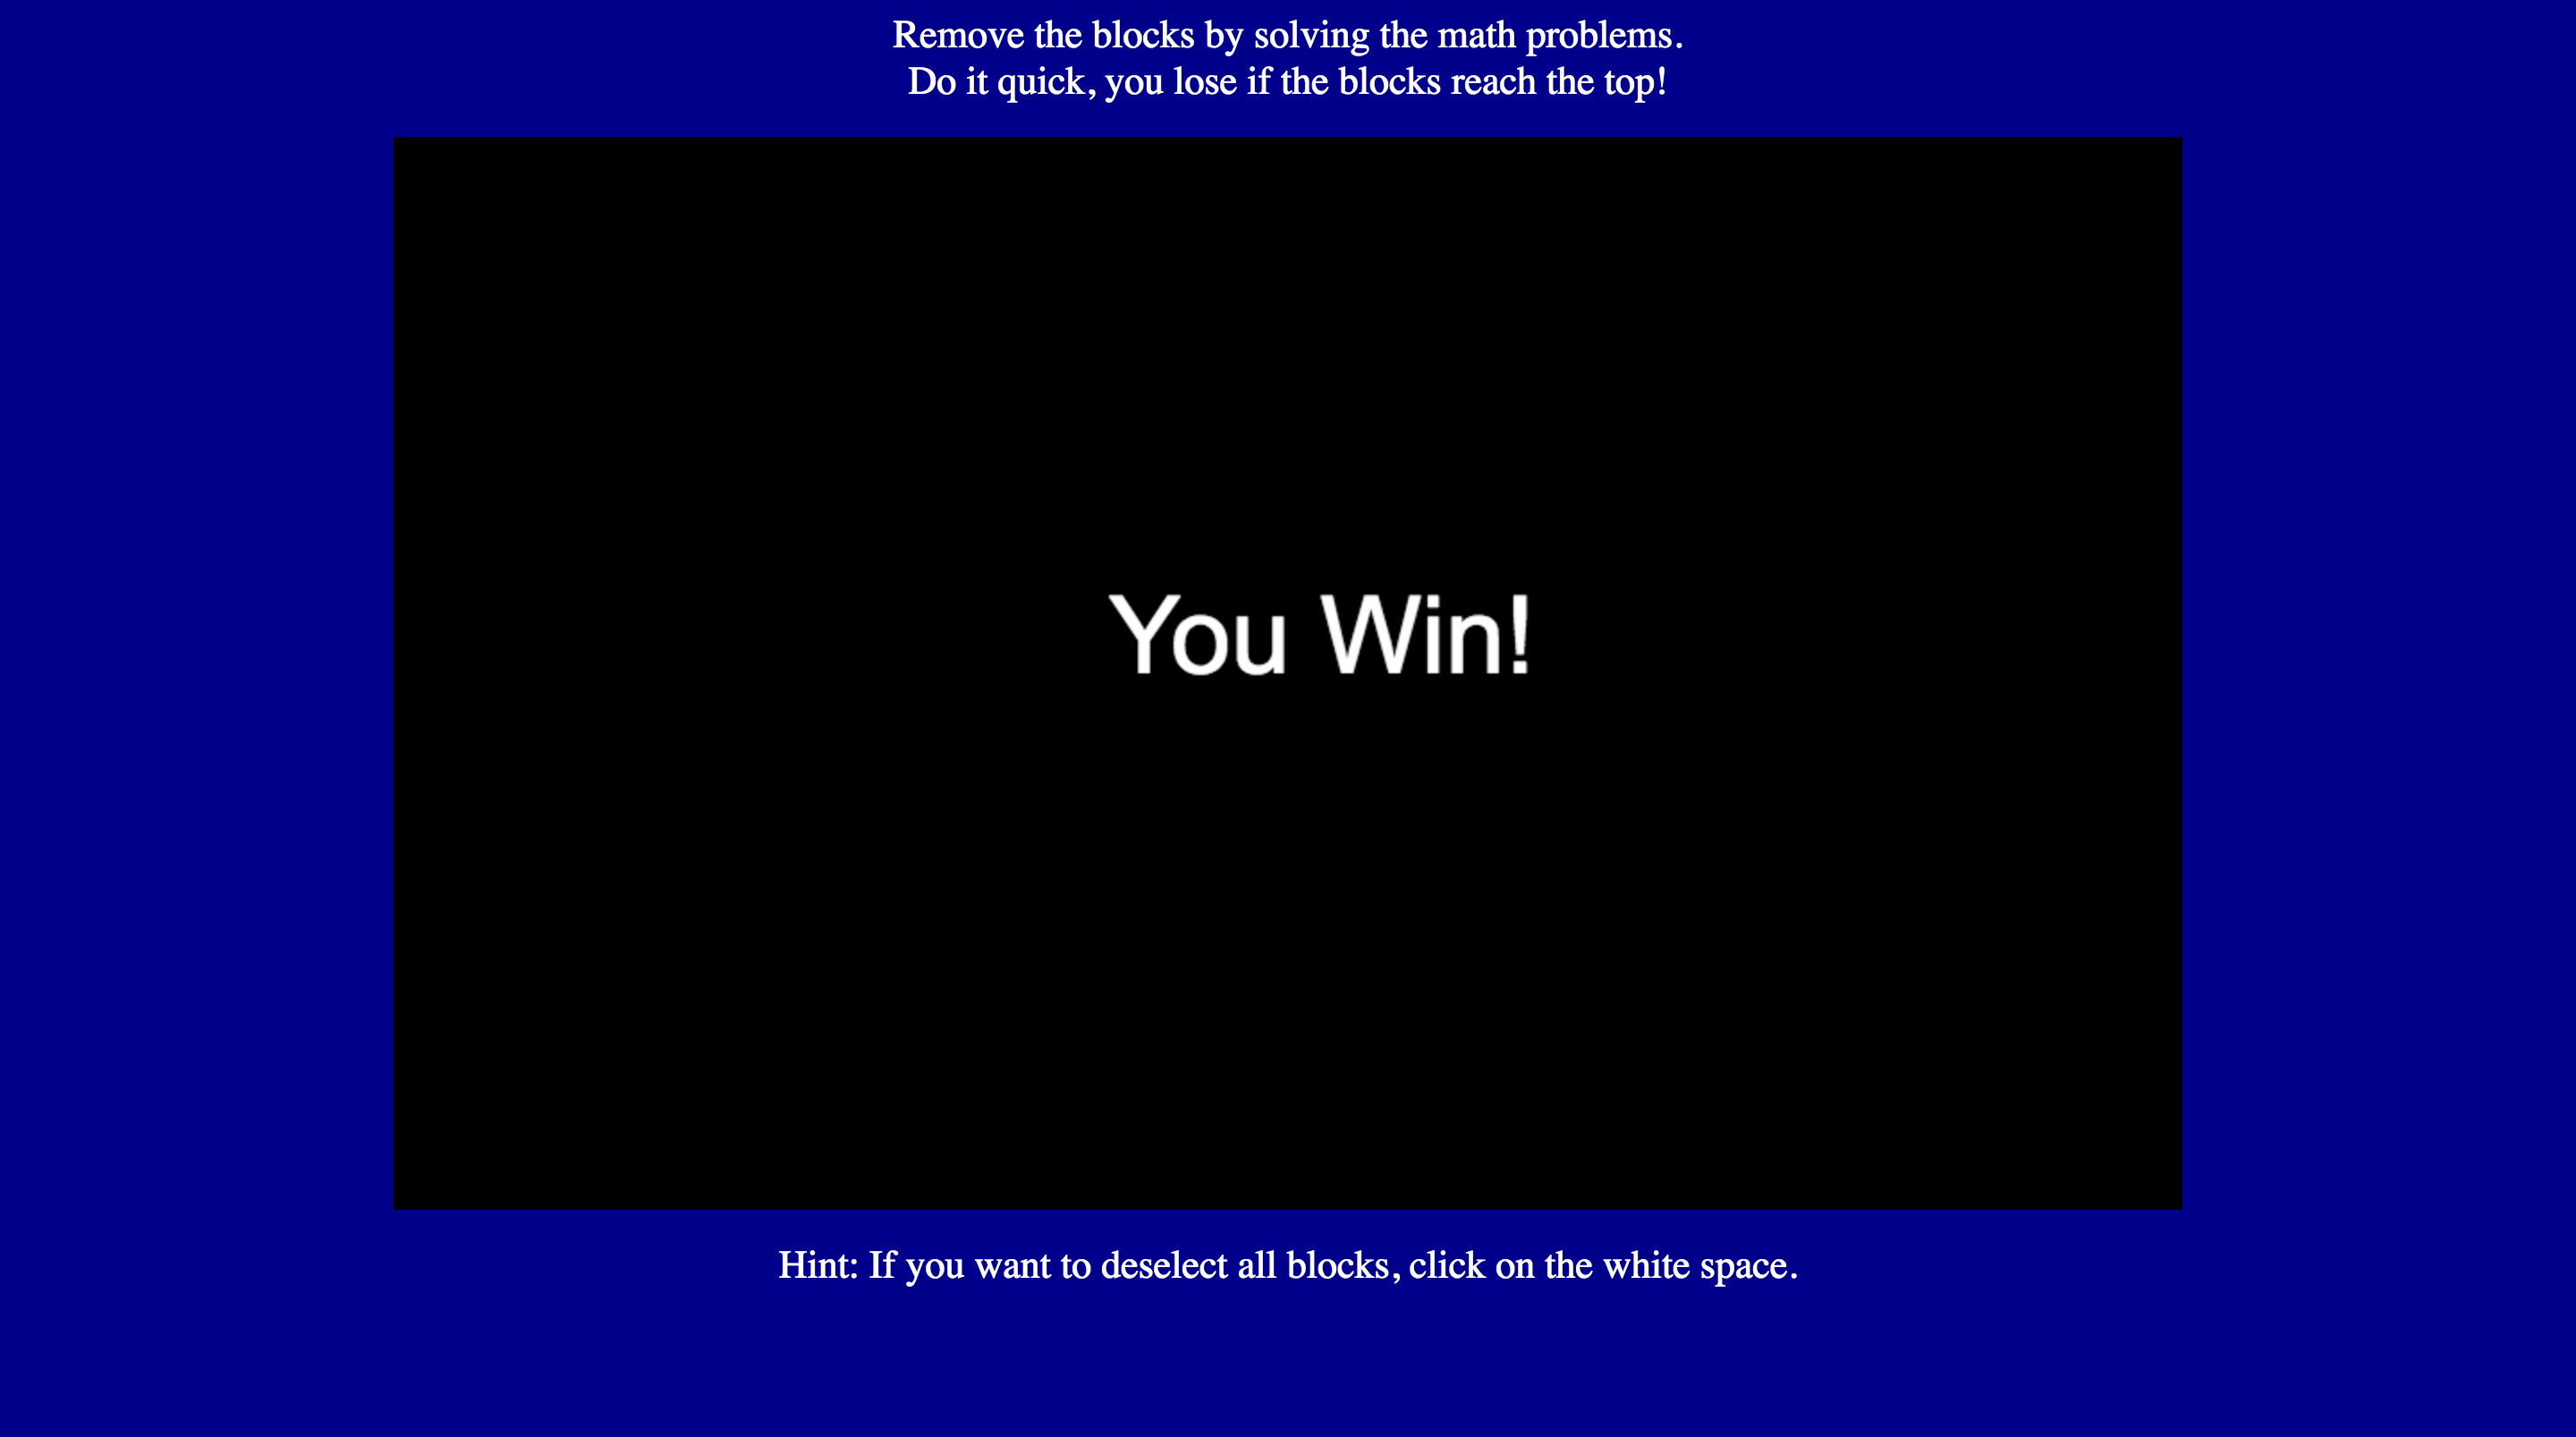 Remove the blocks by solving the math problems.
Do it quick, you lose if the blocks reach the top!
You Win!
Hint: If you want to deselect all blocks, click on the white space.